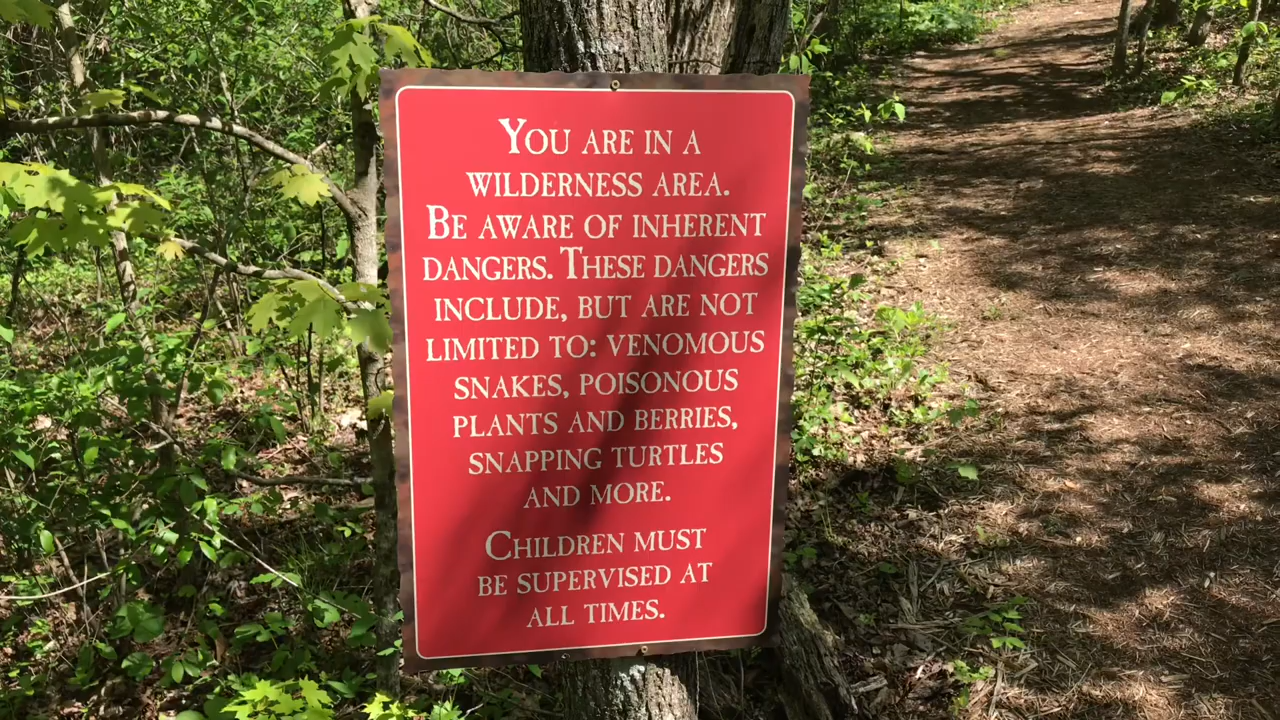 You are in a
wilderness area.
Be aware of inherent
dangers. These dangers
include, but are not
limited to: venomous
snakes, poisonous
plants and berries,
snapping turtles
and more.
Children must
be supervised at
all times.